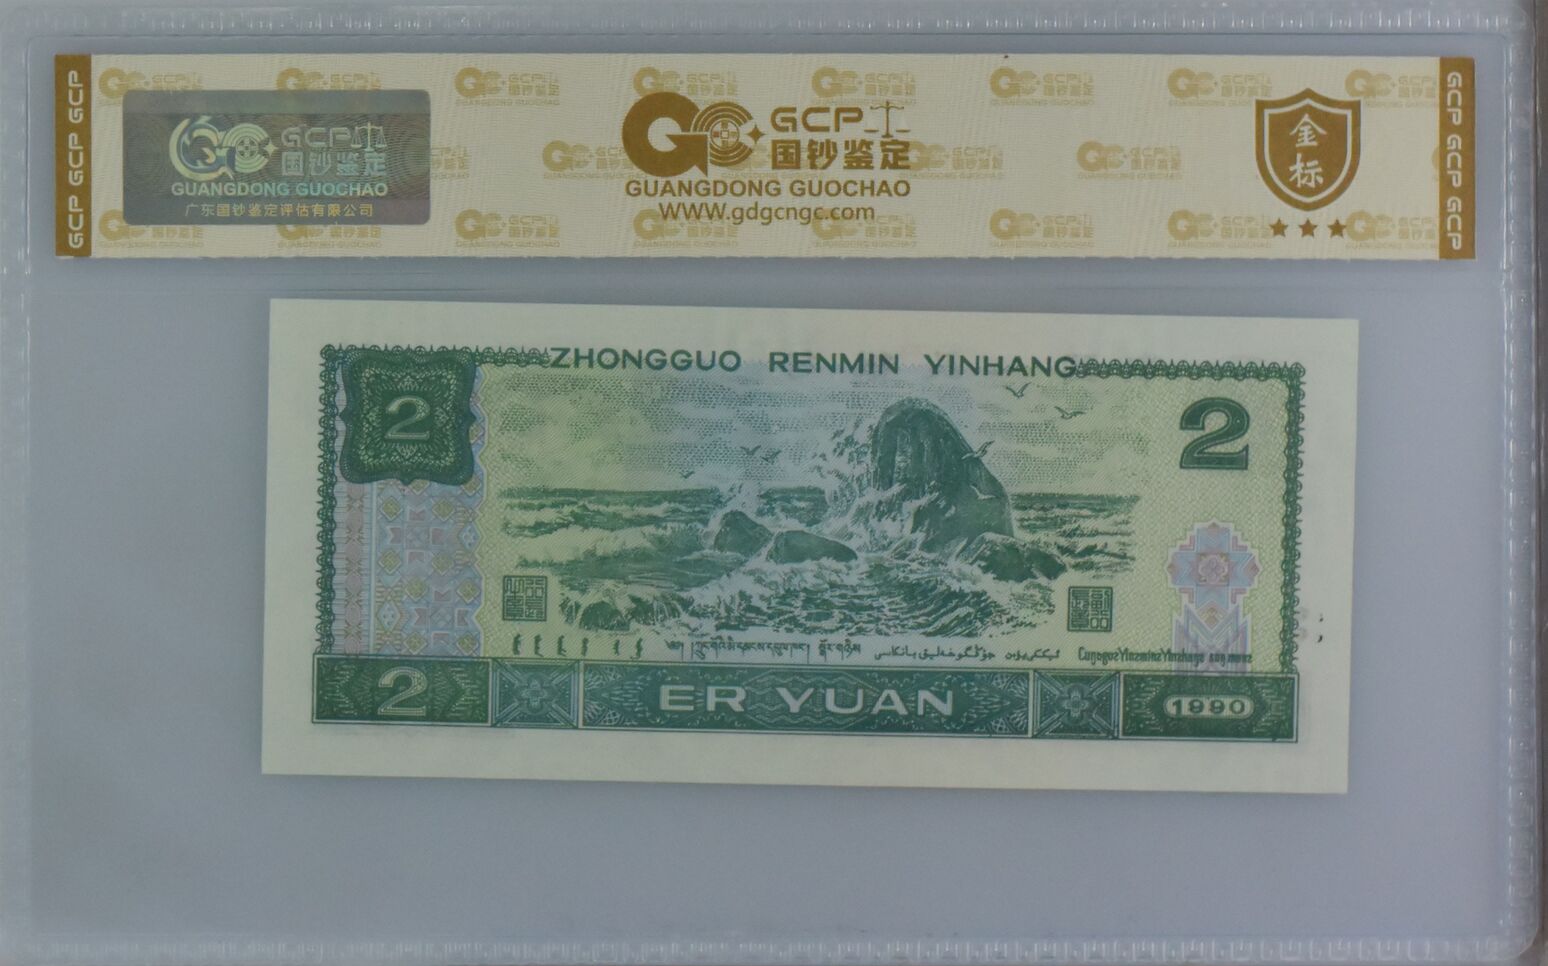 GCP GCP GCP
GCP
国钞鉴定
GUANGDONG GUOCHAO
广东国钞鉴定评估有限公司
GCP
国钞鉴定
GUANGDONG GUOCHAO
WWW.gdgcngc.com
金
标
GCP GCP GCP
ZHONGGUO RENMIN YINHANG
2
2
2
ER YUAN
1990